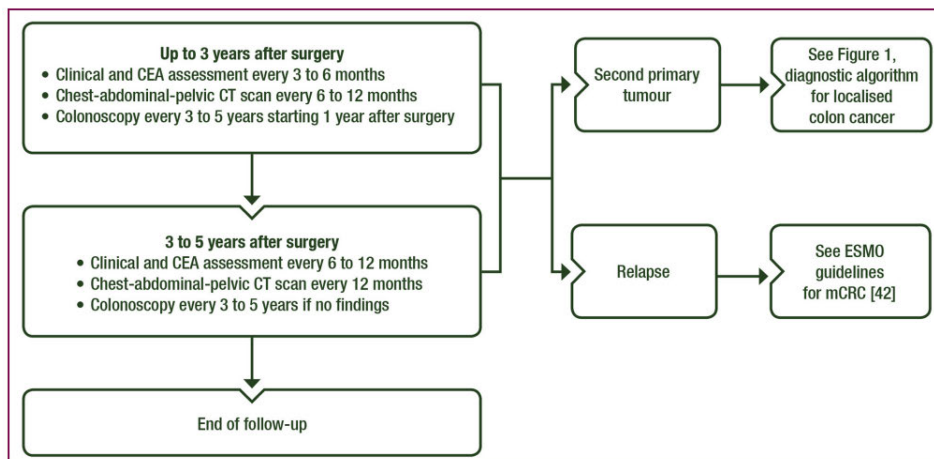 Up to 3 years after surgery
• Clinical and CEA assessment every 3 to 6 months
• Chest-abdominal-pelvic CT scan every 6 to 12 months
• Colonoscopy every 3 to 5 years starting 1 year after surgery
3 to 5 years after surgery
• Clinical and CEA assessment every 6 to 12 months
• Chest-abdominal-pelvic CT scan every 12 months
• Colonoscopy every 3 to 5 years if no findings
End of follow-up
Second primary
tumour
See Figure 1,
diagnostic algorithm
for localised
colon cancer
Relapse
See ESMO
guidelines
for mCRC [42]